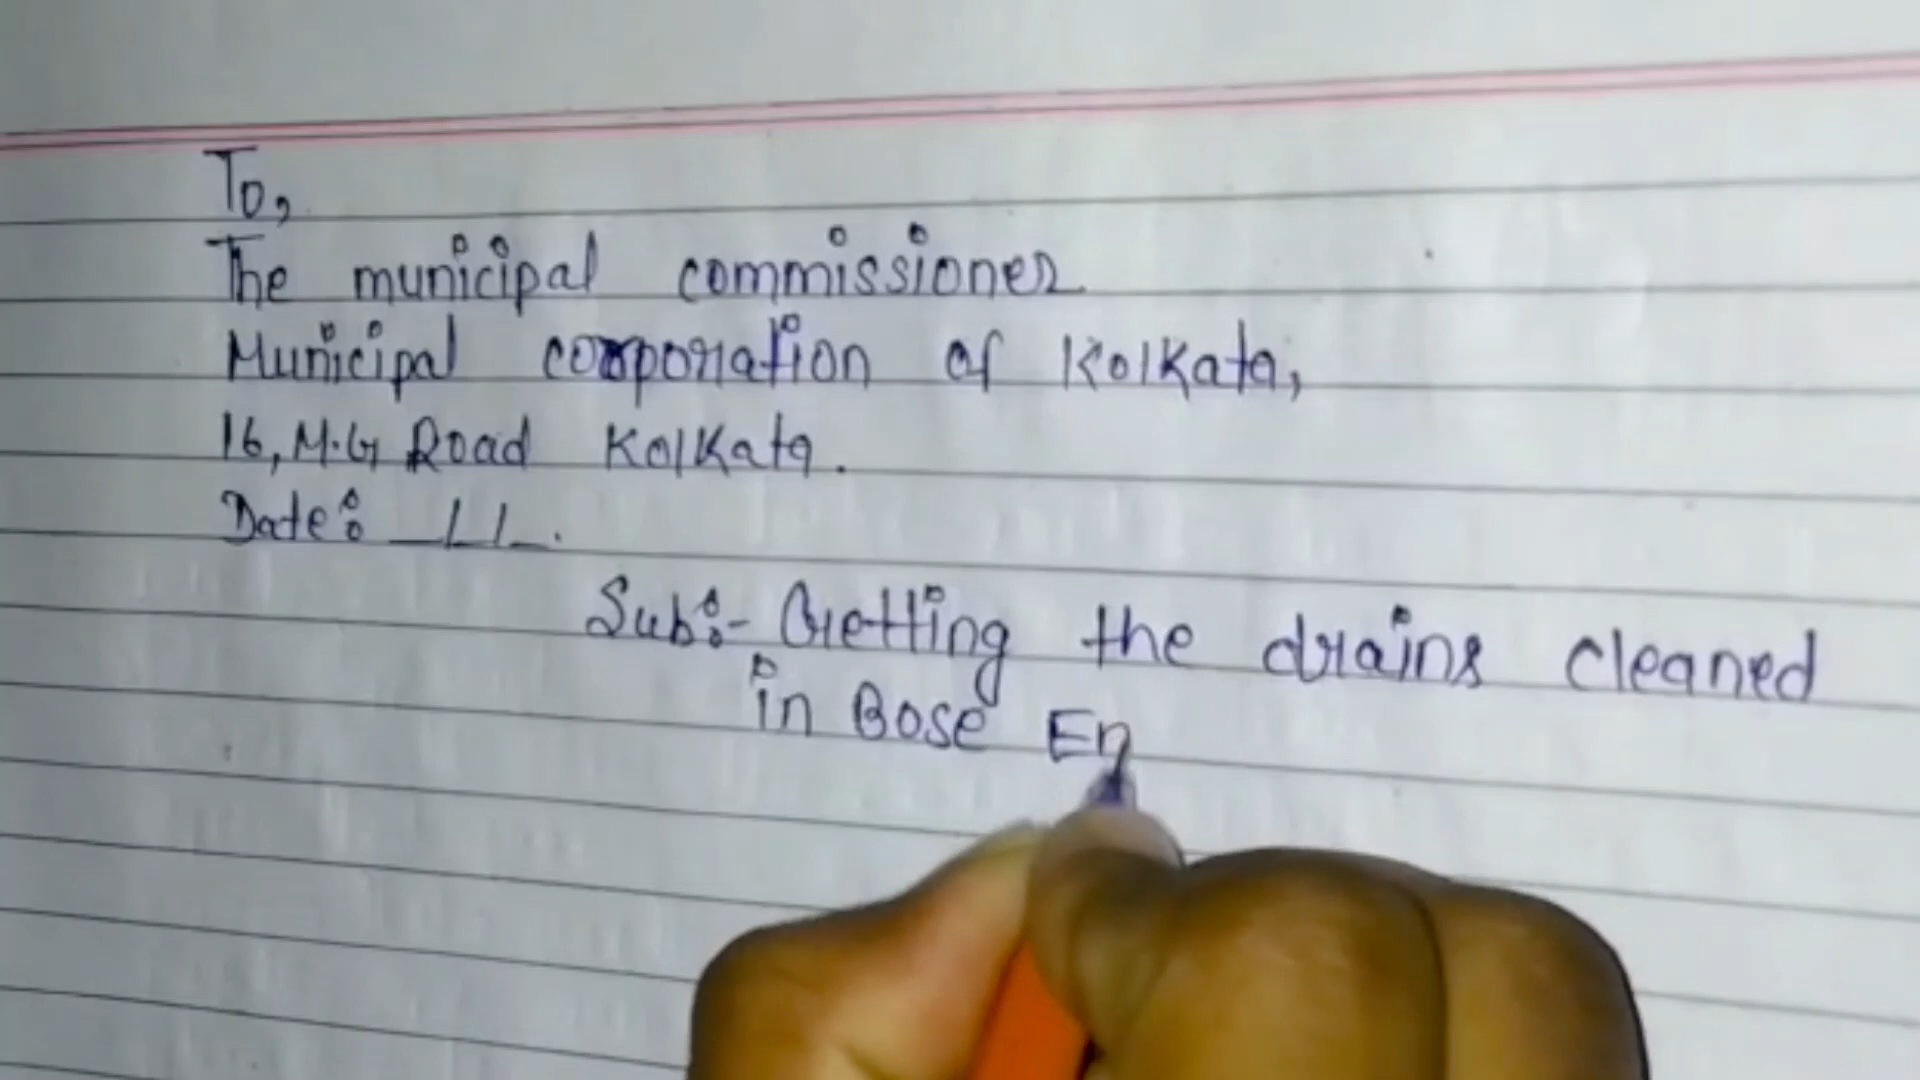 To,
The municipal commissioner
Municipal corporation of Kolkata,
16, M.G Road Kolkata.
Date: _/_/_.
Sub:- Getting the drains cleaned
in Bose En